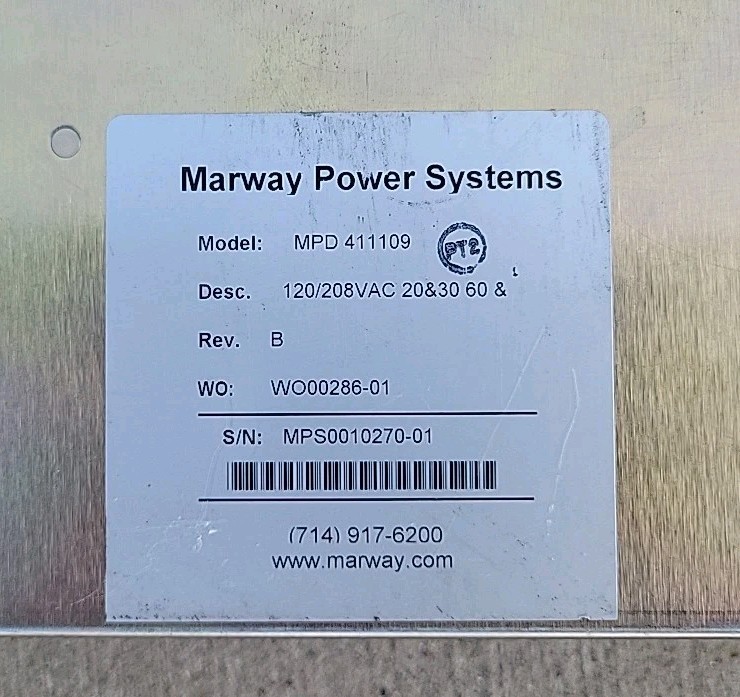 Marway Power Systems
Model: MPD 411109
PT2
Desc. 120/208VAC 20&30 60 &
Rev. B
WO: WO00286-01
S/N: MPS0010270-01
(714) 917-6200
www.marway.com